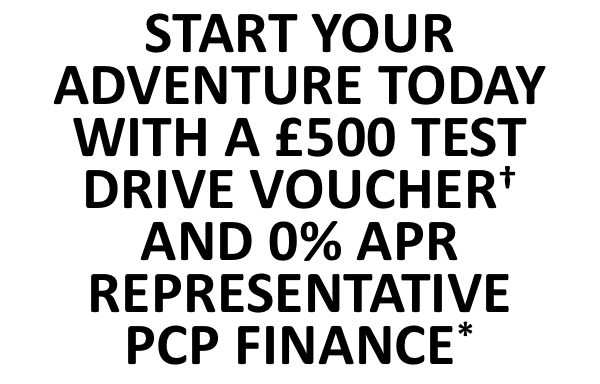 START YOUR
ADVENTURE TODAY
WITH A £500 TEST
DRIVE VOUCHER†
AND 0% APR
REPRESENTATIVE
PCP FINANCE*